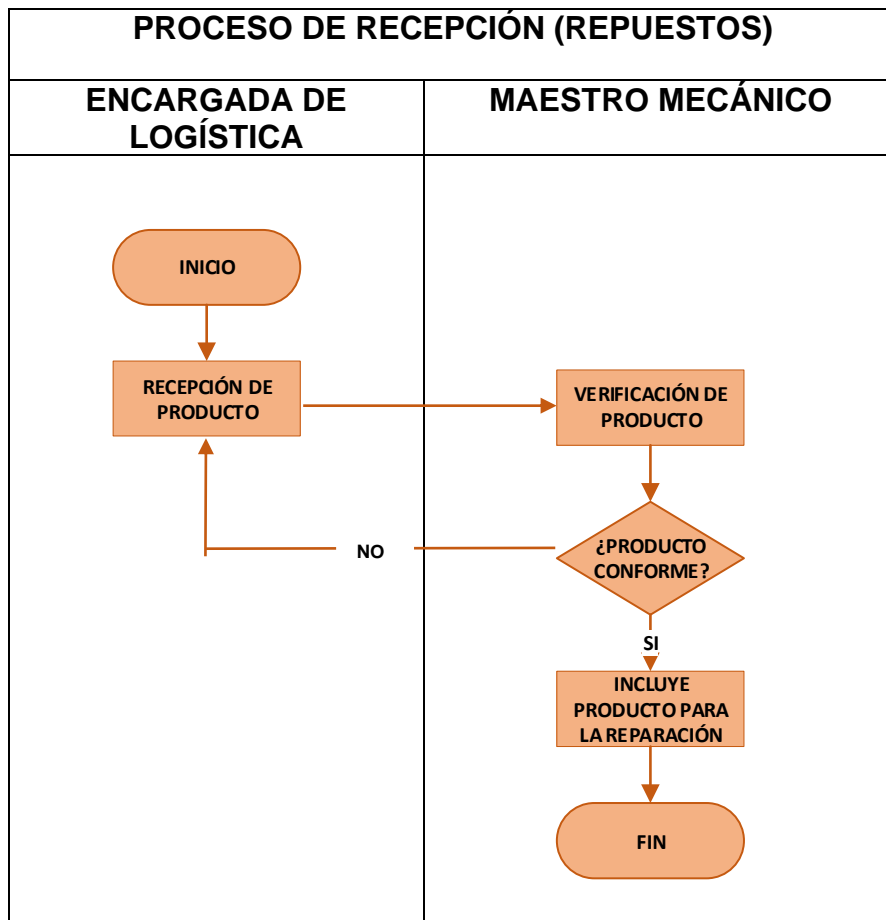 PROCESO DE RECEPCIÓN (REPUESTOS)
ENCARGADA DE
LOGÍSTICA
MAESTRO MECÁNICO
INICIO
RECEPCIÓN DE
PRODUCTO
VERIFICACIÓN DE
PRODUCTO
¿PRODUCTO
CONFORME?
NO
SI
INCLUYE
PRODUCTO PARA
LA REPARACIÓN
FIN